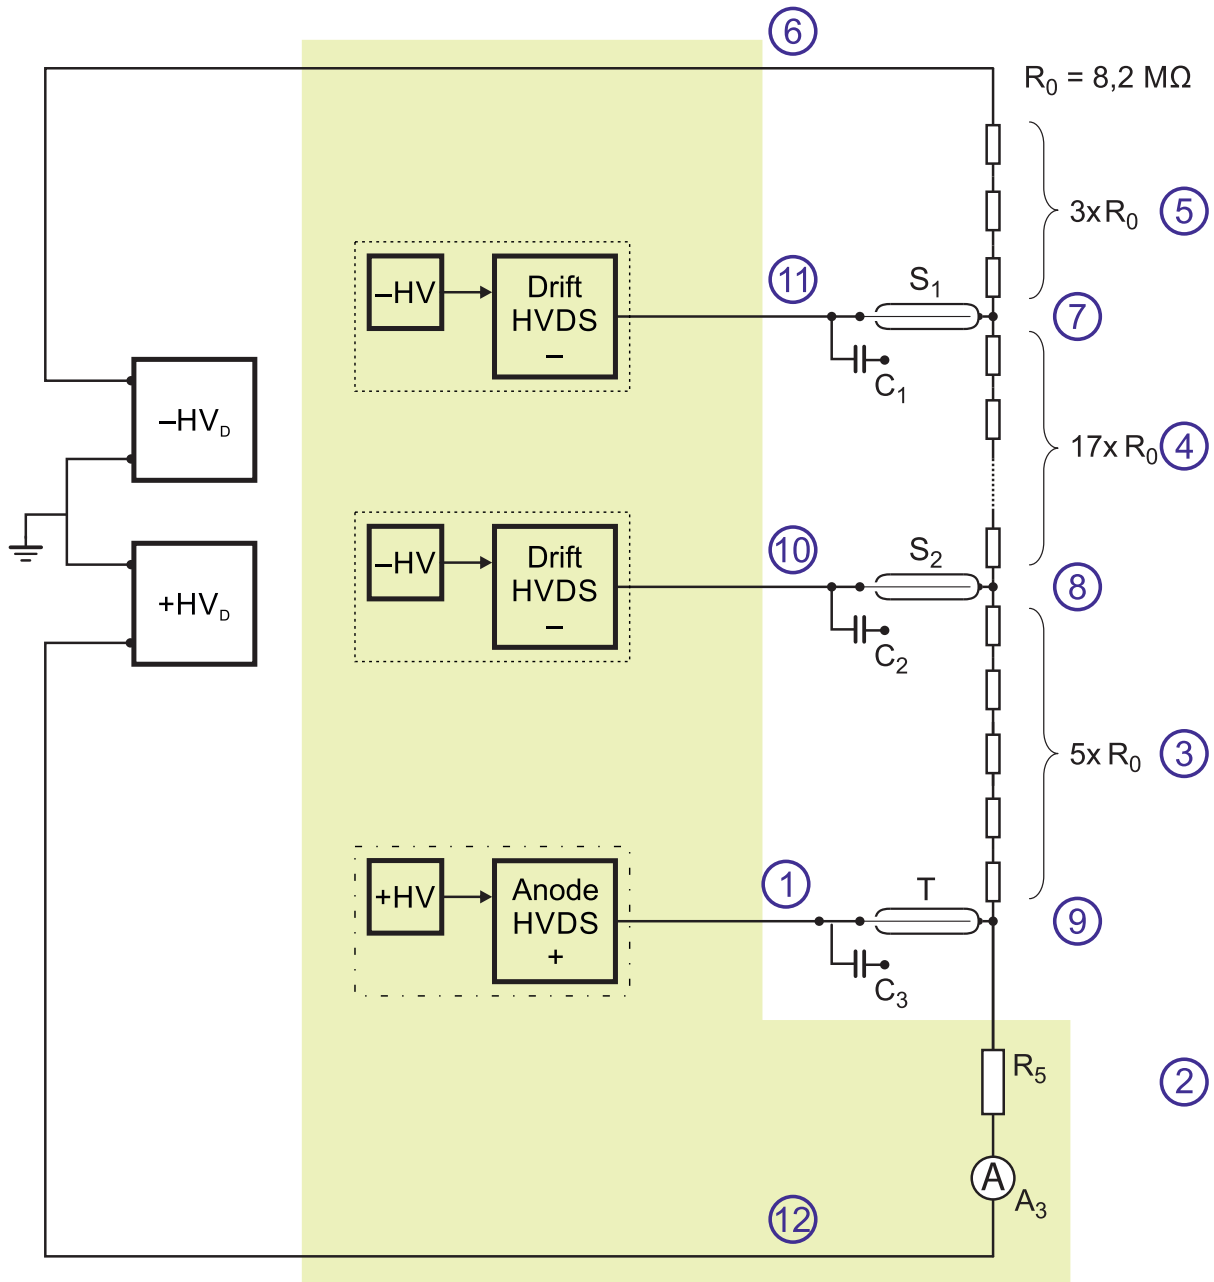 6
R₀ = 8,2 MΩ
3x R₀
5
11
S₁
–HV
Drift
HVDS
–
7
C₁
–HV_D
17x R₀
4
10
S₂
–HV
Drift
HVDS
–
8
+HV_D
C₂
5x R₀
3
1
T
+HV
Anode
HVDS
+
9
C₃
R₅
2
A
A₃
12